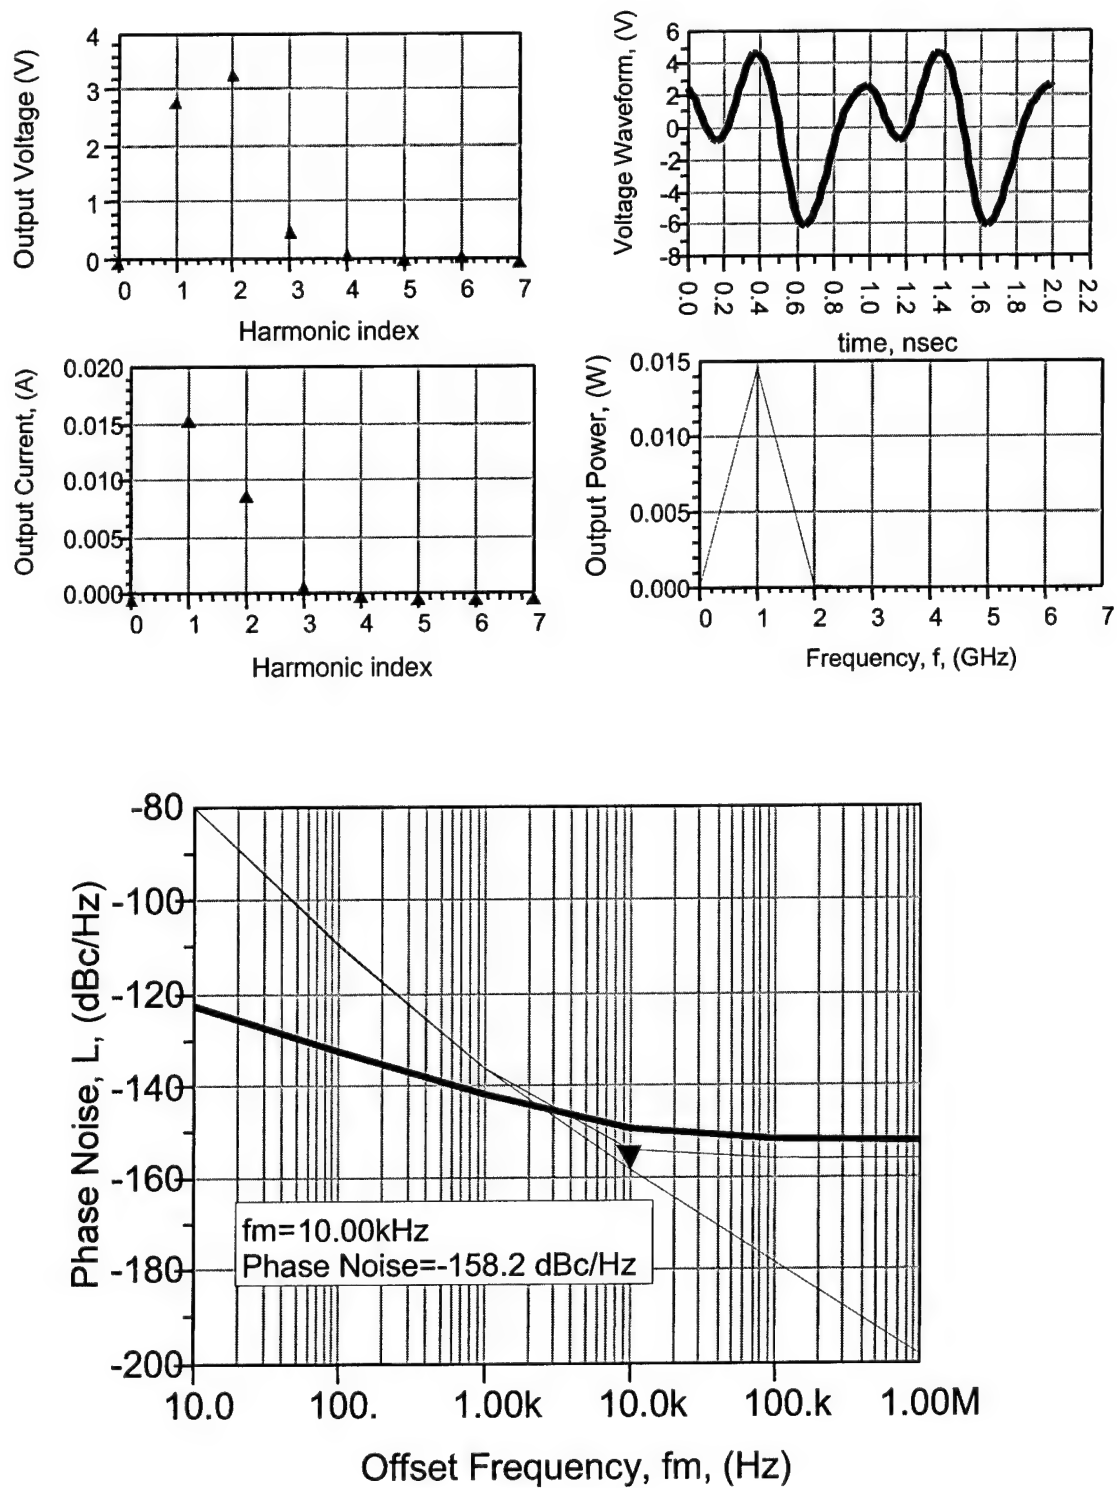 Output Voltage (V)
4
3
2
1
0
0 1 2 3 4 5 6 7
Harmonic index
Voltage Waveform, (V)
6
4
2
0
-2
-4
-6
-8
0.0 0.2 0.4 0.6 0.8 1.0 1.2 1.4 1.6 1.8 2.0 2.2
time, nsec
Output Current, (A)
0.020
0.015
0.010
0.005
0.000
0 1 2 3 4 5 6 7
Harmonic index
Output Power, (W)
0.015
0.010
0.005
0.000
0 1 2 3 4 5 6 7
Frequency, f, (GHz)
Phase Noise, L, (dBc/Hz)
-80
-100
-120
-140
-160
-180
-200
fm=10.00kHz
Phase Noise=-158.2 dBc/Hz
10.0 100. 1.00k 10.0k 100.k 1.00M
Offset Frequency, fm, (Hz)